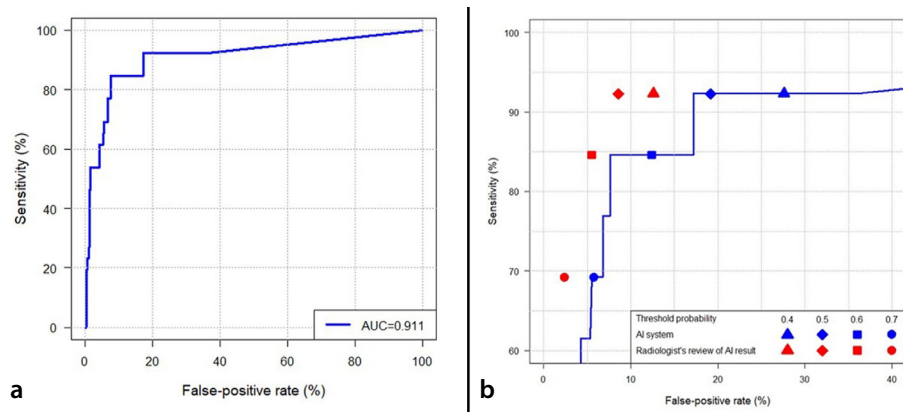 100
80
60
40
20
0
Sensitivity (%)
AUC=0.911
0 20 40 60 80 100
False-positive rate (%)
a
100
90
80
70
60
Sensitivity (%)
Threshold probability 0.4 0.5 0.6 0.7
AI system
Radiologist's review of AI result
0 10 20 30 40
False-positive rate (%)
b